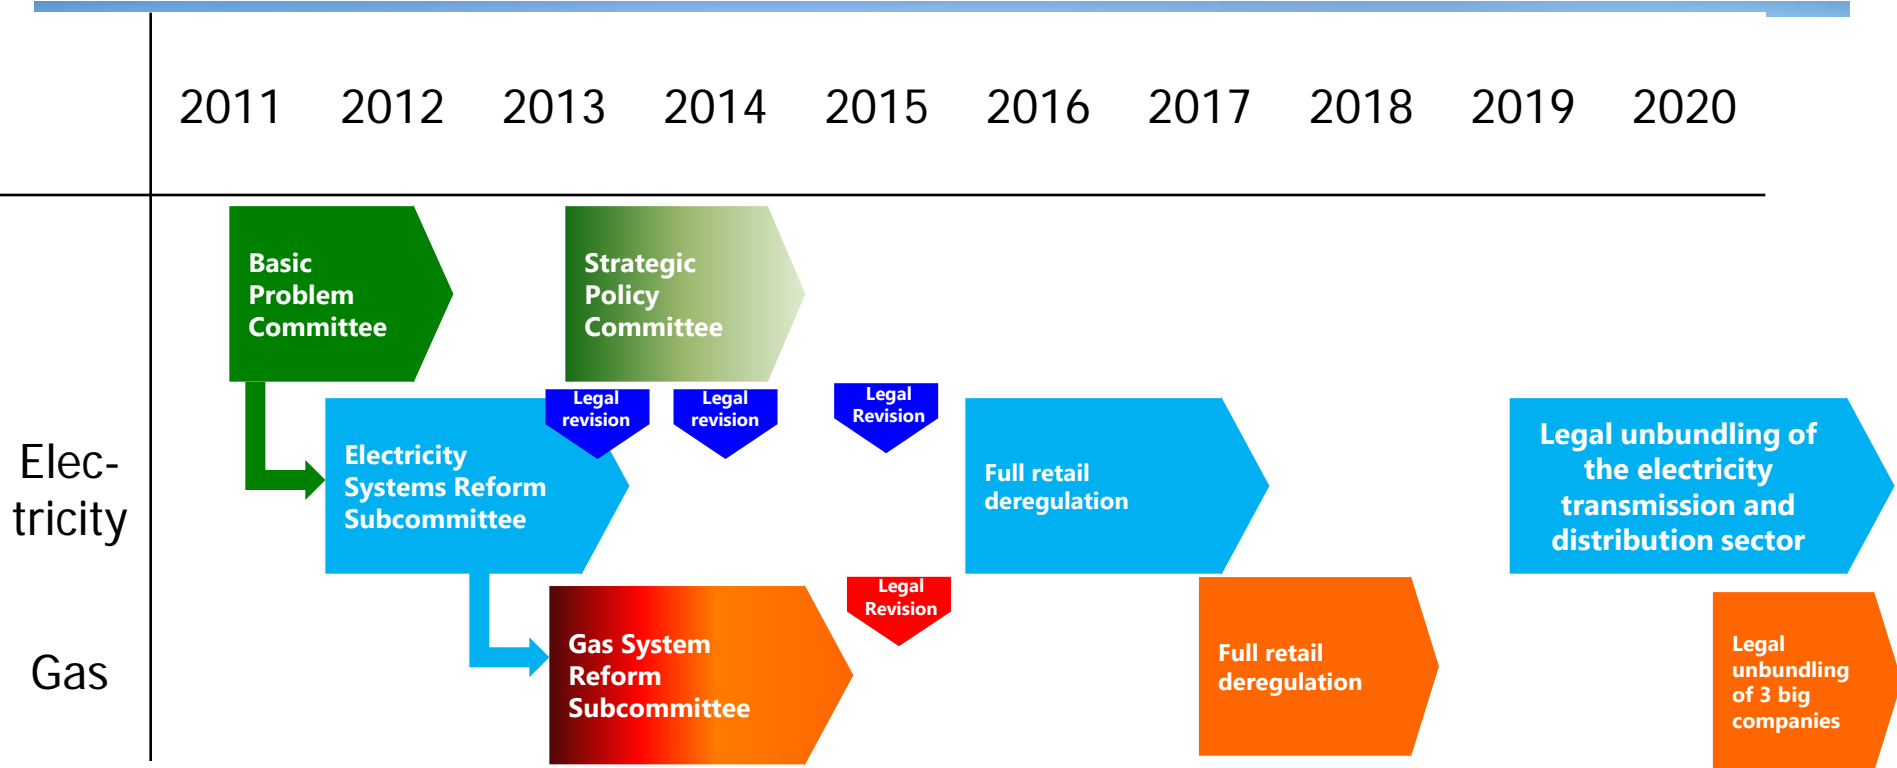 2011 2012 2013 2014 2015 2016 2017 2018 2019 2020
Basic
Problem
Committee
Strategic
Policy
Committee
Elec-
tricity
Electricity
Systems Reform
Subcommittee
Legal
revision
Legal
revision
Legal
Revision
Full retail
deregulation
Legal unbundling of
the electricity
transmission and
distribution sector
Gas
Gas System
Reform
Subcommittee
Legal
Revision
Full retail
deregulation
Legal
unbundling
of 3 big
companies